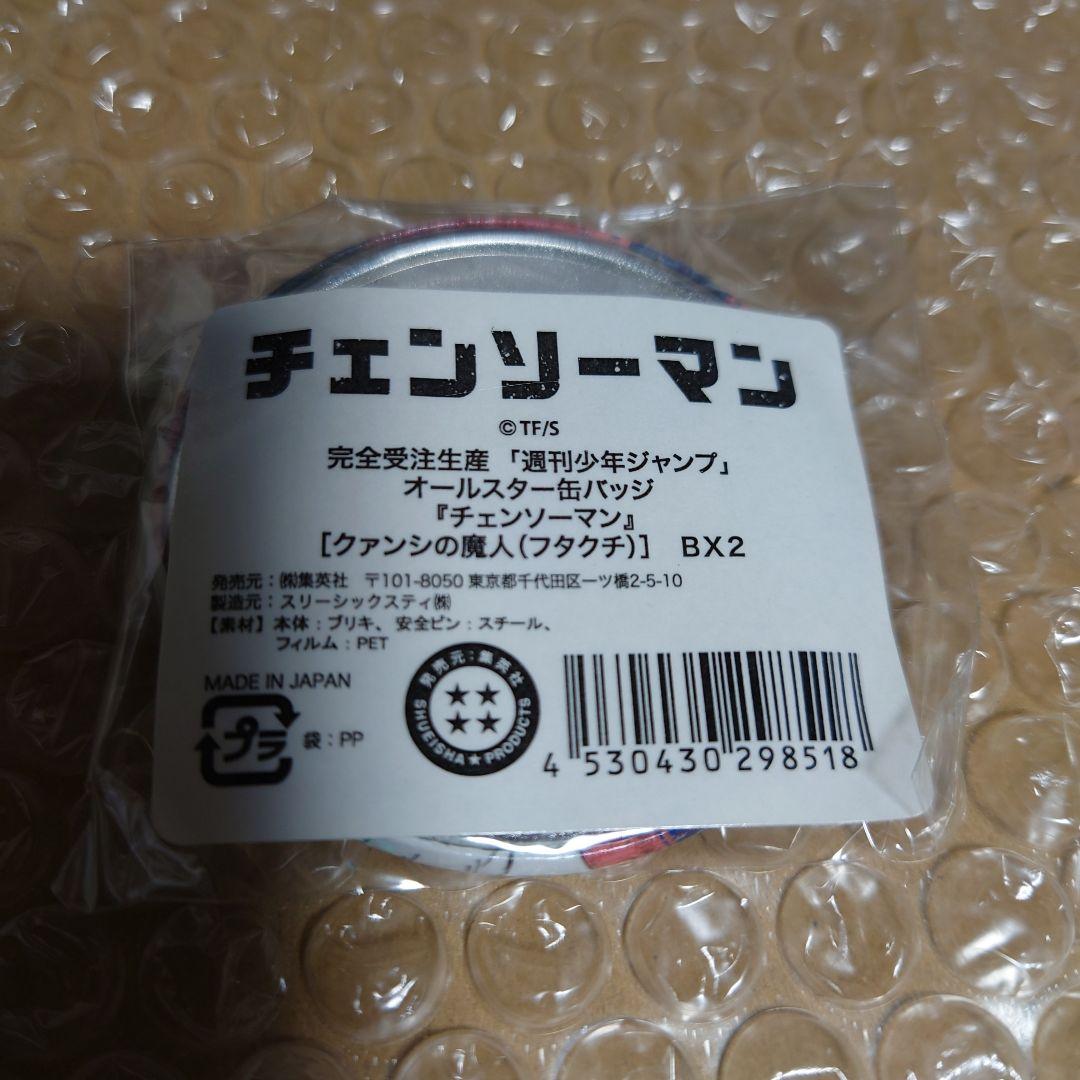 チェンソーマン
©TF/S
完全受注生産 「週刊少年ジャンプ」
オールスター缶バッジ
『チェンソーマン』
[クァンシの魔人(フタクチ)] BX2
発売元:㈱集英社 〒101-8050 東京都千代田区一ツ橋2-5-10
製造元:スリーシックスティ㈱
【素材】本体:ブリキ、安全ピン:スチール、
フィルム:PET
MADE IN JAPAN
プラ 袋:PP
発売元:集英社
SHUEISHA★PRODUCTS
4 530430 298518